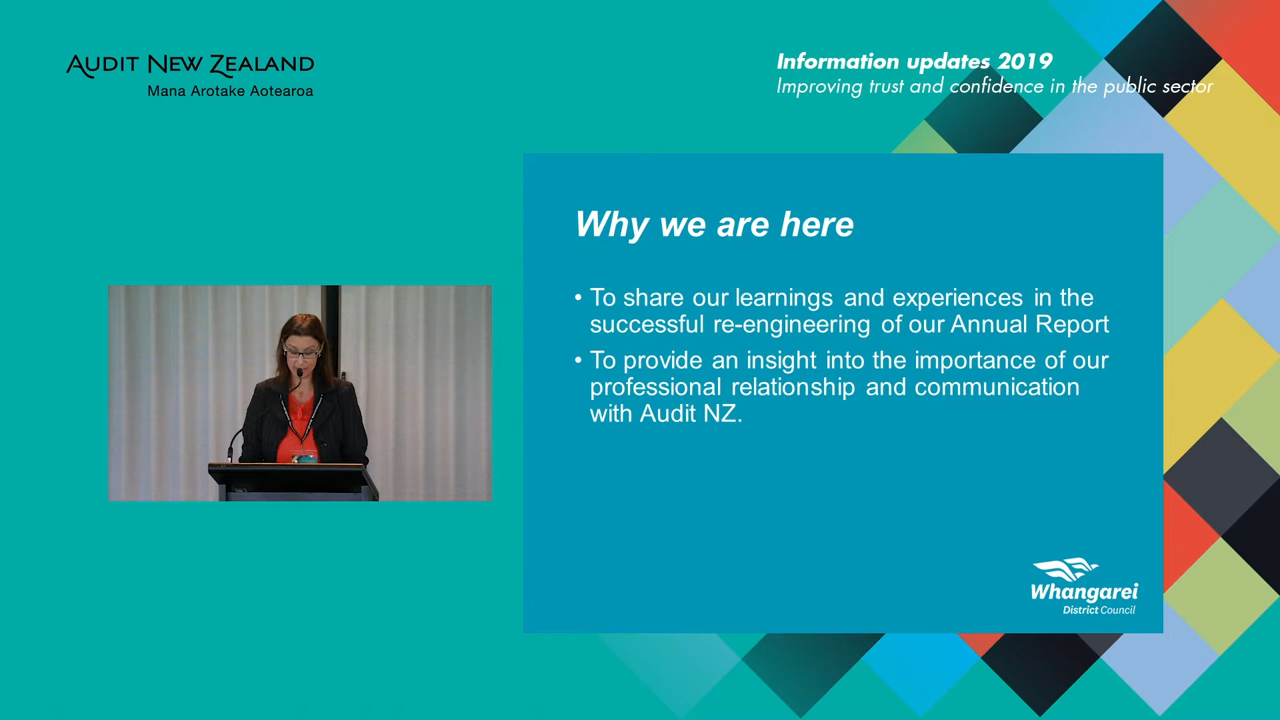 AUDIT NEW ZEALAND
Mana Arotake Aotearoa
Information updates 2019
Improving trust and confidence in the public sector
Why we are here
• To share our learnings and experiences in the
successful re-engineering of our Annual Report
• To provide an insight into the importance of our
professional relationship and communication
with Audit NZ.
Whangarei
District Council